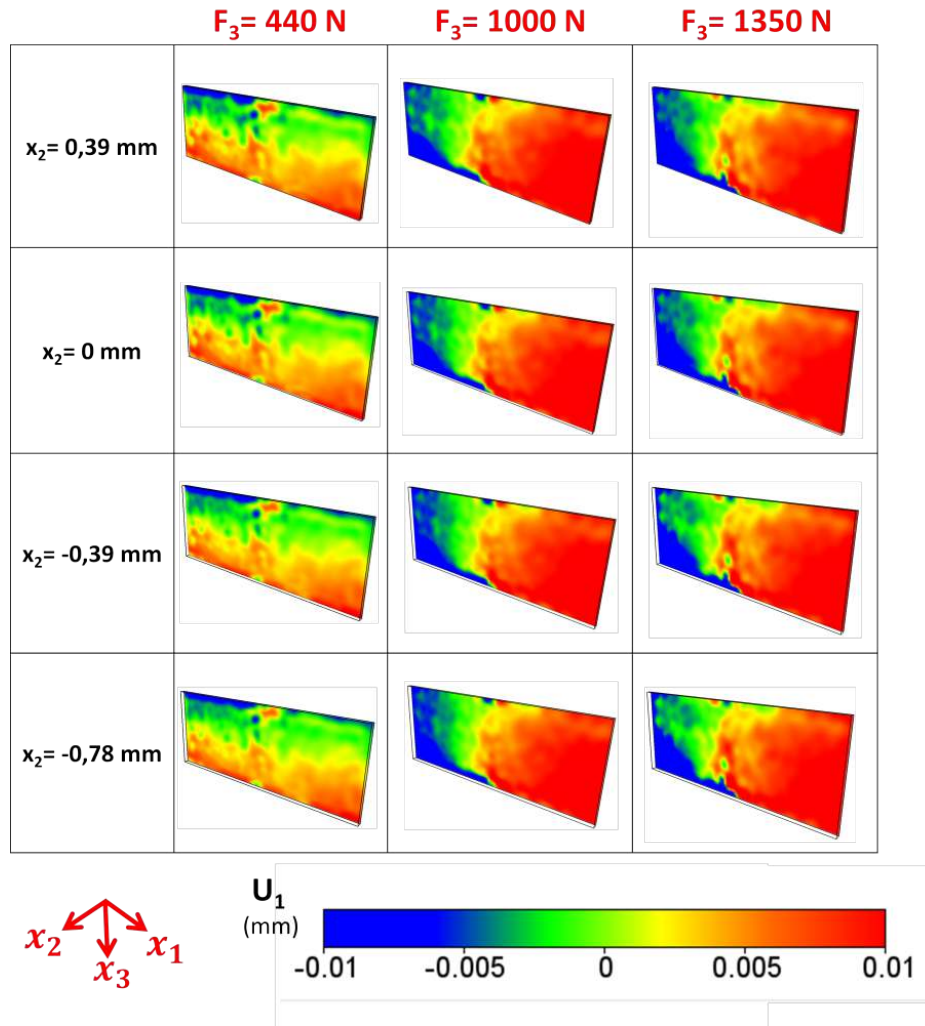 F3= 440 N F3= 1000 N F3= 1350 N
x2= 0,39 mm
x2= 0 mm
x2= -0,39 mm
x2= -0,78 mm
U1
(mm)
x2 x3 x1
-0.01 -0.005 0 0.005 0.01